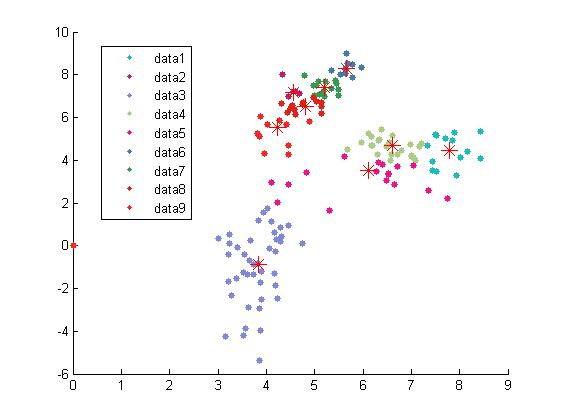 10
8
6
4
2
0
-2
-4
-6
0 1 2 3 4 5 6 7 8 9
data1
data2
data3
data4
data5
data6
data7
data8
data9